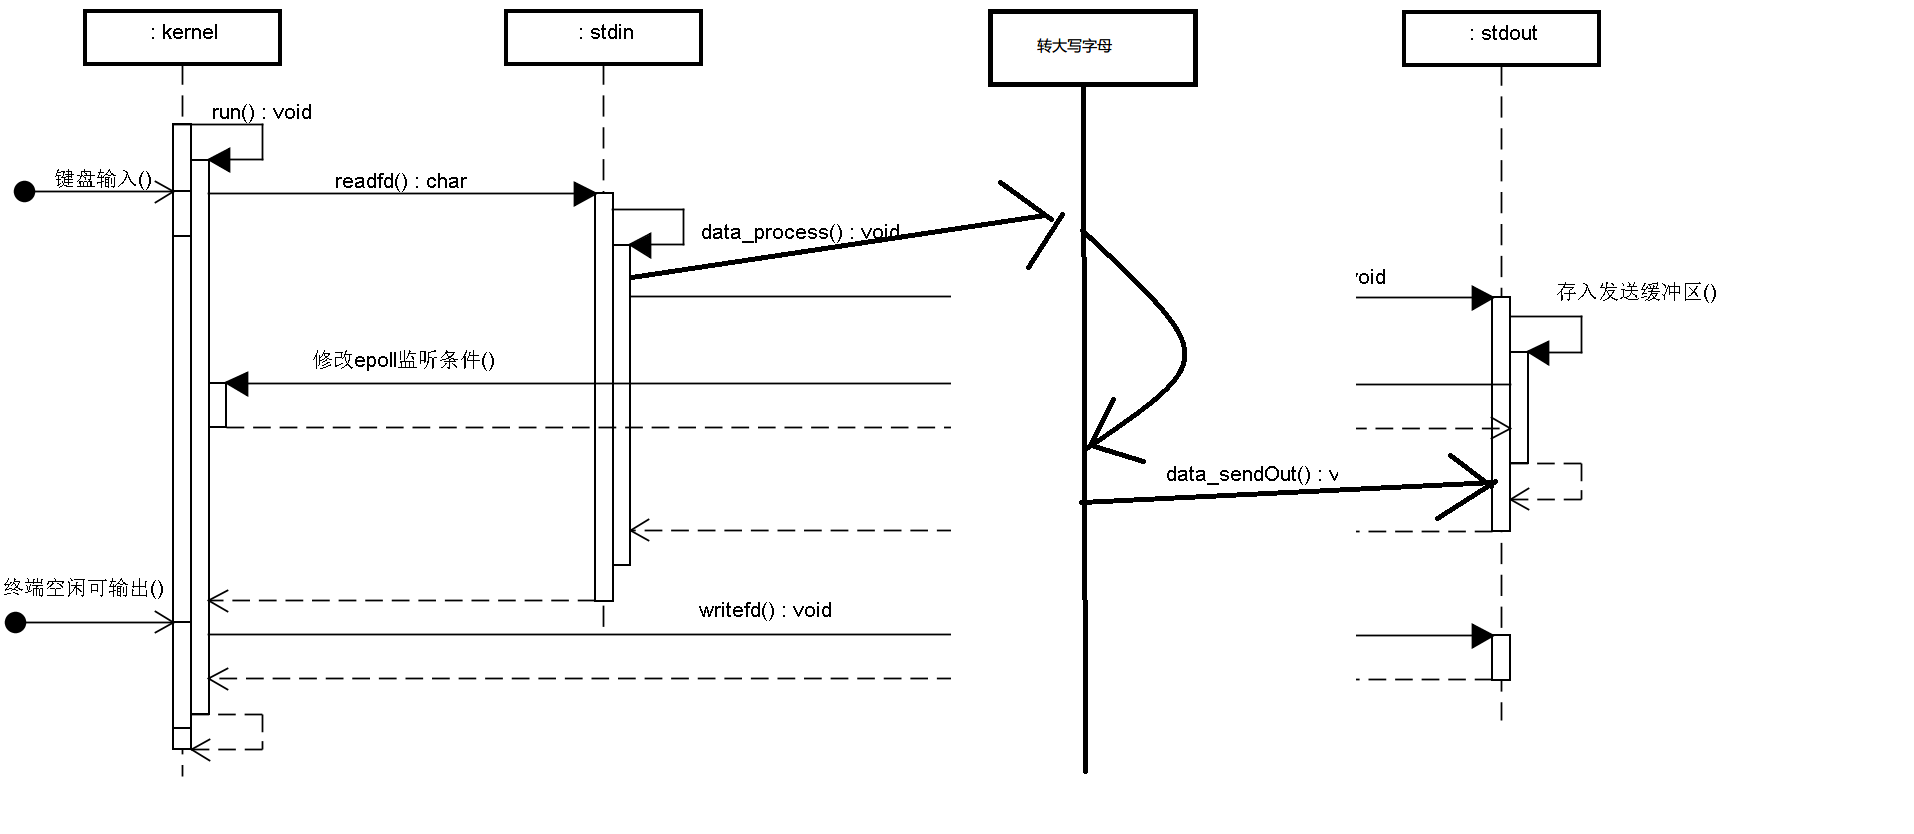 : kernel
: stdin
转大写字母
: stdout
run() : void
键盘输入()
readfd() : char
data_process() : void
void
存入发送缓冲区()
修改epoll监听条件()
data_sendOut() : v
终端空闲可输出()
writefd() : void